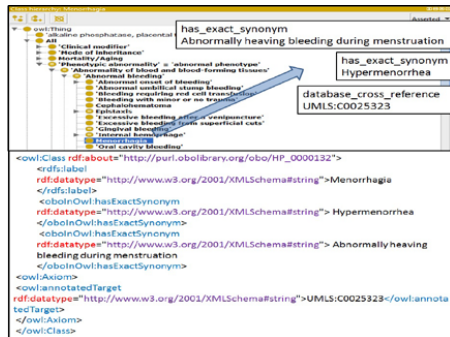 Class hierarchy: Menorrhagia
Asserted
owl:Thing
'alkaline phosphatase, placental
All
'Clinical modifier'
'Mode of Inheritance'
Mortality/Aging
'Phenotypic abnormality' = 'abnormal phenotype'
'Abnormality of blood and blood-forming tissues'
'Abnormal bleeding'
'Abnormal onset of bleeding'
'Abnormal umbilical stump bleeding'
'Bleeding requiring red cell transfusion'
'Bleeding with minor or no trauma'
Cephalohematoma
Epistaxis
'Excessive bleeding after a venipuncture'
'Excessive bleeding from superficial cuts'
'Gingival bleeding'
'Internal hemorrhage'
Menorrhagia
'Oral cavity bleeding'
has_exact_synonym
Abnormally heaving bleeding during menstruation
has_exact_synonym
Hypermenorrhea
database_cross_reference
UMLS:C0025323
<owl:Class rdf:about="http://purl.obolibrary.org/obo/HP_0000132">
<rdfs:label
rdf:datatype="http://www.w3.org/2001/XMLSchema#string">Menorrhagia
</rdfs:label>
<oboInOwl:hasExactSynonym
rdf:datatype="http://www.w3.org/2001/XMLSchema#string"> Hypermenorrhea
</oboInOwl:hasExactSynonym>
<oboInOwl:hasExactSynonym
rdf:datatype="http://www.w3.org/2001/XMLSchema#string"> Abnormally heaving
bleeding during menstruation
</oboInOwl:hasExactSynonym>
<owl:Axiom>
<owl:annotatedTarget
rdf:datatype="http://www.w3.org/2001/XMLSchema#string">UMLS:C0025323</owl:annota
tedTarget>
</owl:Axiom>
</owl:Class>